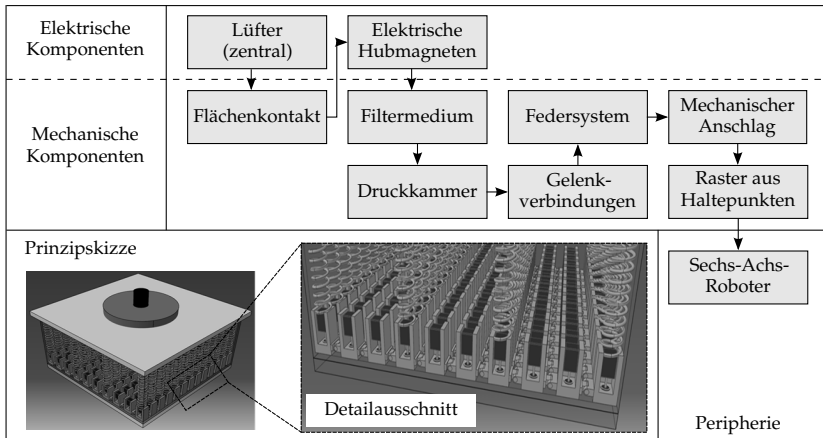 Elektrische
Komponenten
Lüfter
(zentral)
Elektrische
Hubmagneten
Mechanische
Komponenten
Flächenkontakt
Filtermedium
Federsystem
Mechanischer
Anschlag
Druckkammer
Gelenk-
verbindungen
Raster aus
Haltepunkten
Prinzipskizze
Sechs-Achs-
Roboter
Detailausschnitt
Peripherie